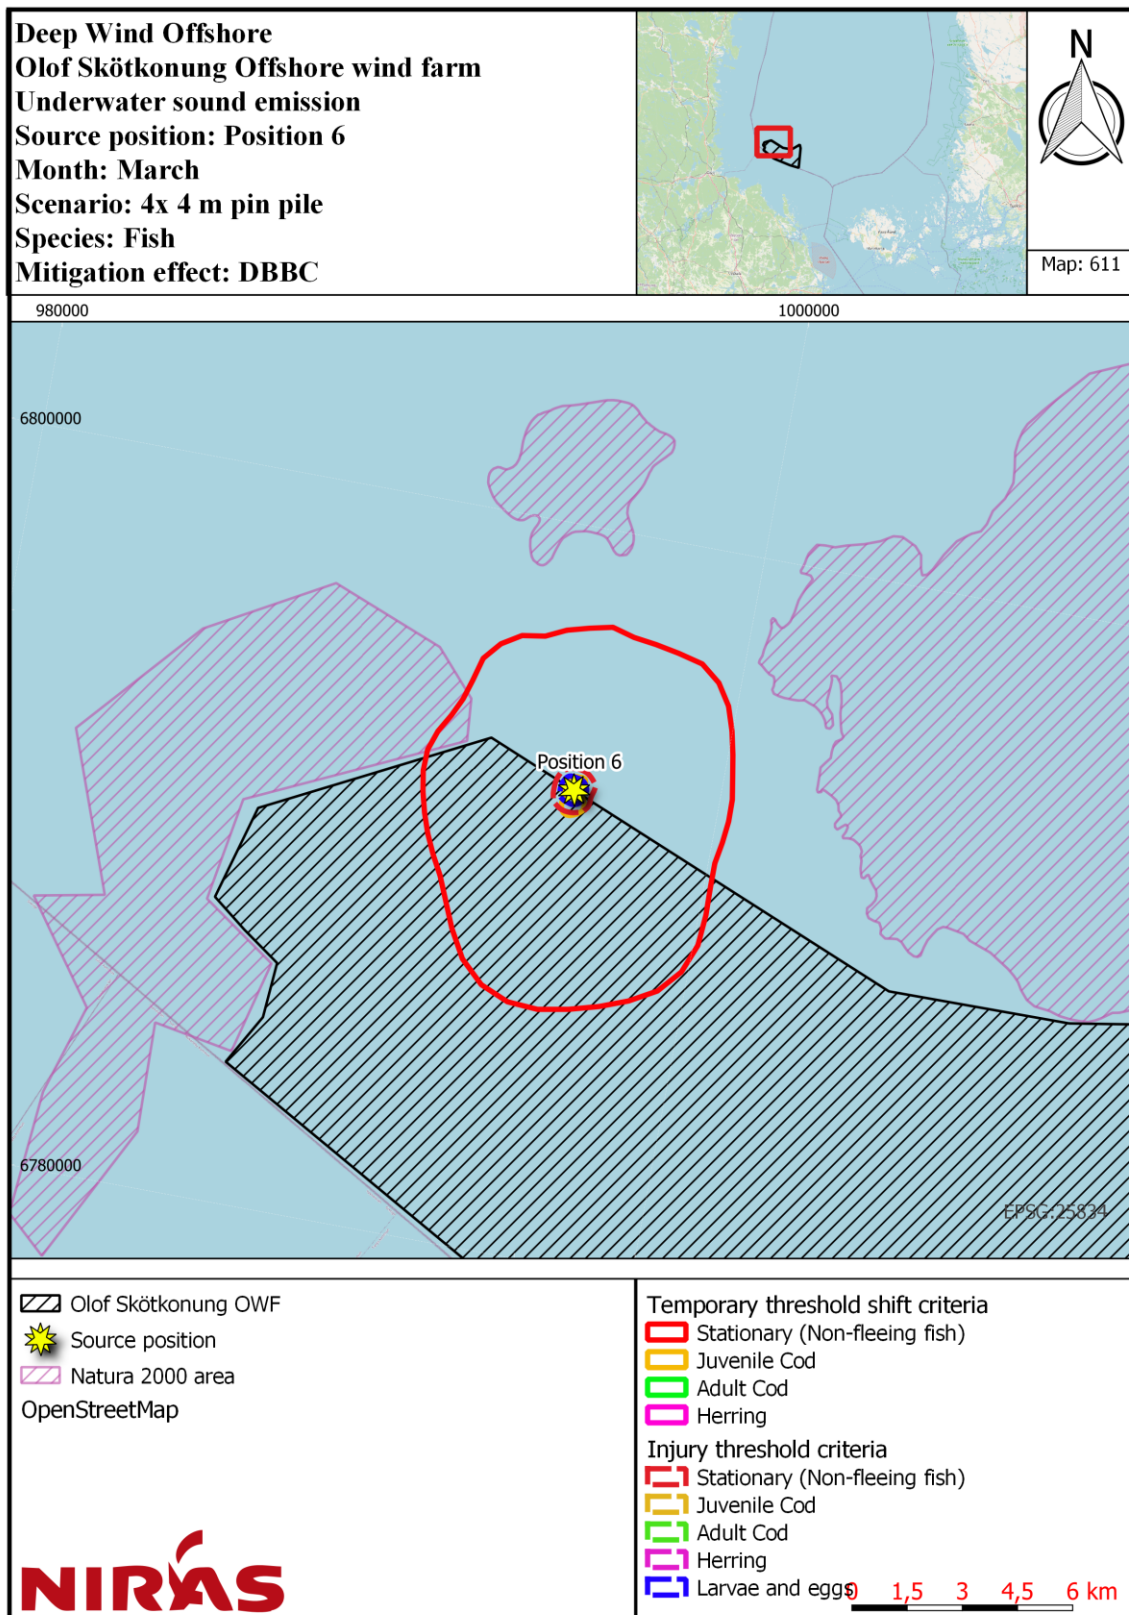 Deep Wind Offshore
Olof Skötkonung Offshore wind farm
Underwater sound emission
Source position: Position 6
Month: March
Scenario: 4x 4 m pin pile
Species: Fish
Mitigation effect: DBBC
N
Map: 611
980000
1000000
6800000
Position 6
6780000
EPSG:25834
Olof Skötkonung OWF
Source position
Natura 2000 area
OpenStreetMap
NIRAS
Temporary threshold shift criteria
Stationary (Non-fleeing fish)
Juvenile Cod
Adult Cod
Herring
Injury threshold criteria
Stationary (Non-fleeing fish)
Juvenile Cod
Adult Cod
Herring
Larvae and eggs
0 1,5 3 4,5 6 km